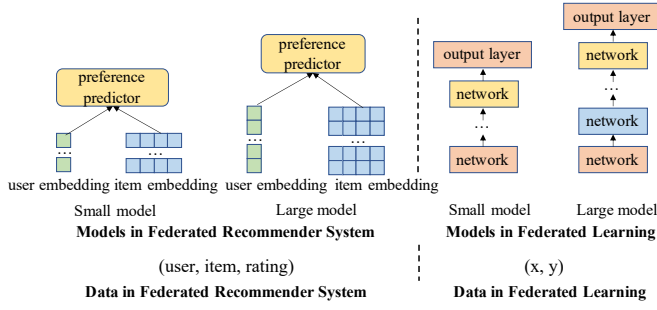 preference
predictor
...
...
user embedding item embedding
Small model
preference
predictor
...
...
user embedding item embedding
Large model
Models in Federated Recommender System
(user, item, rating)
Data in Federated Recommender System
output layer
network
...
network
Small model
output layer
network
...
network
network
Large model
Models in Federated Learning
(x, y)
Data in Federated Learning